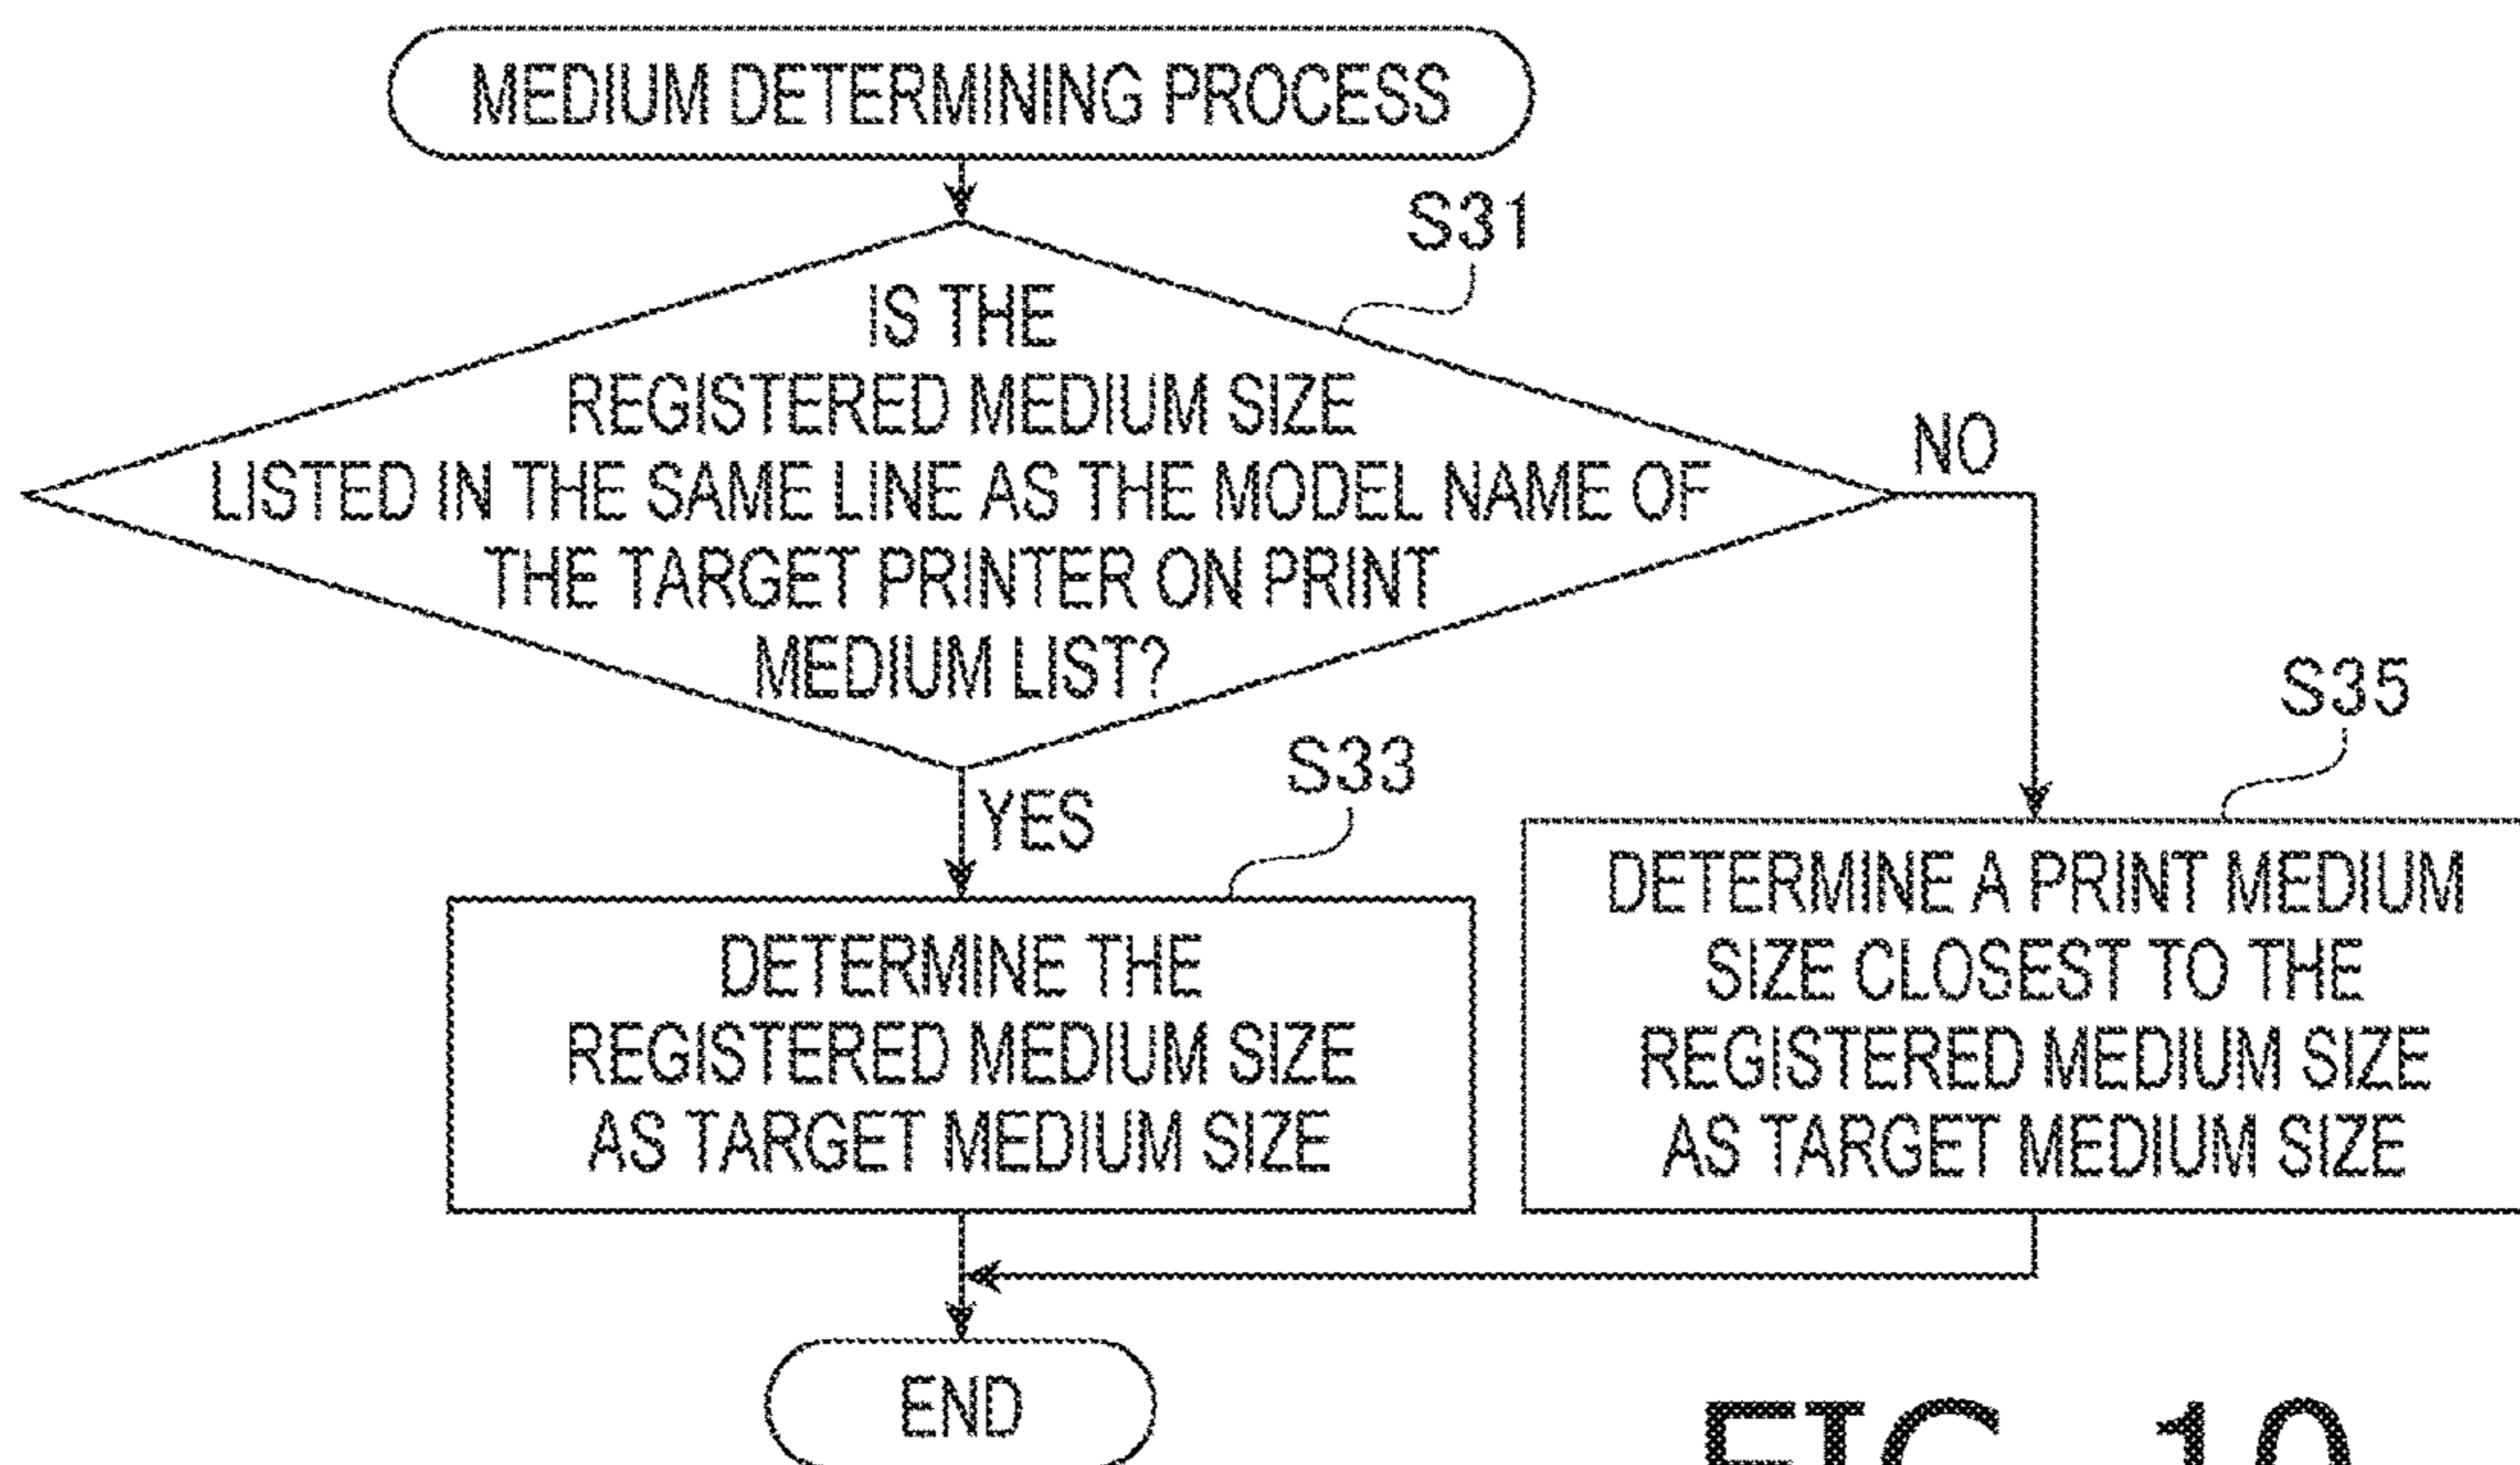 MEDIUM DETERMINING PROCESS
S31
IS THE
REGISTERED MEDIUM SIZE
LISTED IN THE SAME LINE AS THE MODEL NAME OF
THE TARGET PRINTER ON PRINT
MEDIUM LIST?
NO
YES
S33
S35
DETERMINE THE
REGISTERED MEDIUM SIZE
AS TARGET MEDIUM SIZE
DETERMINE A PRINT MEDIUM
SIZE CLOSEST TO THE
REGISTERED MEDIUM SIZE
AS TARGET MEDIUM SIZE
END